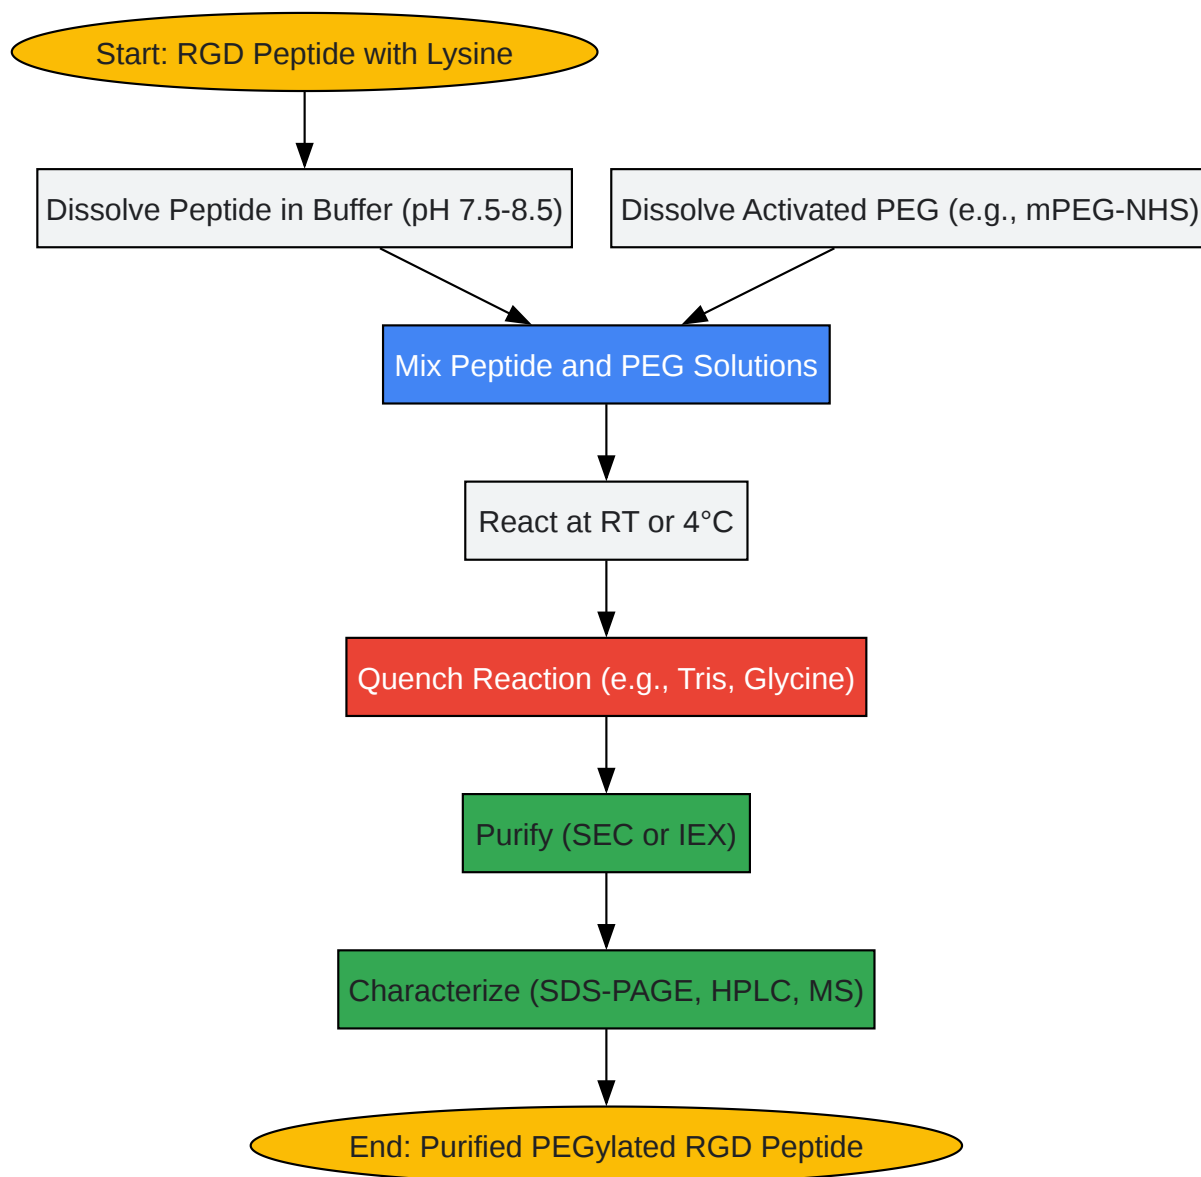 Start: RGD Peptide with Lysine
Dissolve Peptide in Buffer (pH 7.5-8.5)
Dissolve Activated PEG (e.g., mPEG-NHS)
Mix Peptide and PEG Solutions
React at RT or 4°C
Quench Reaction (e.g., Tris, Glycine)
Purify (SEC or IEX)
Characterize (SDS-PAGE, HPLC, MS)
End: Purified PEGylated RGD Peptide